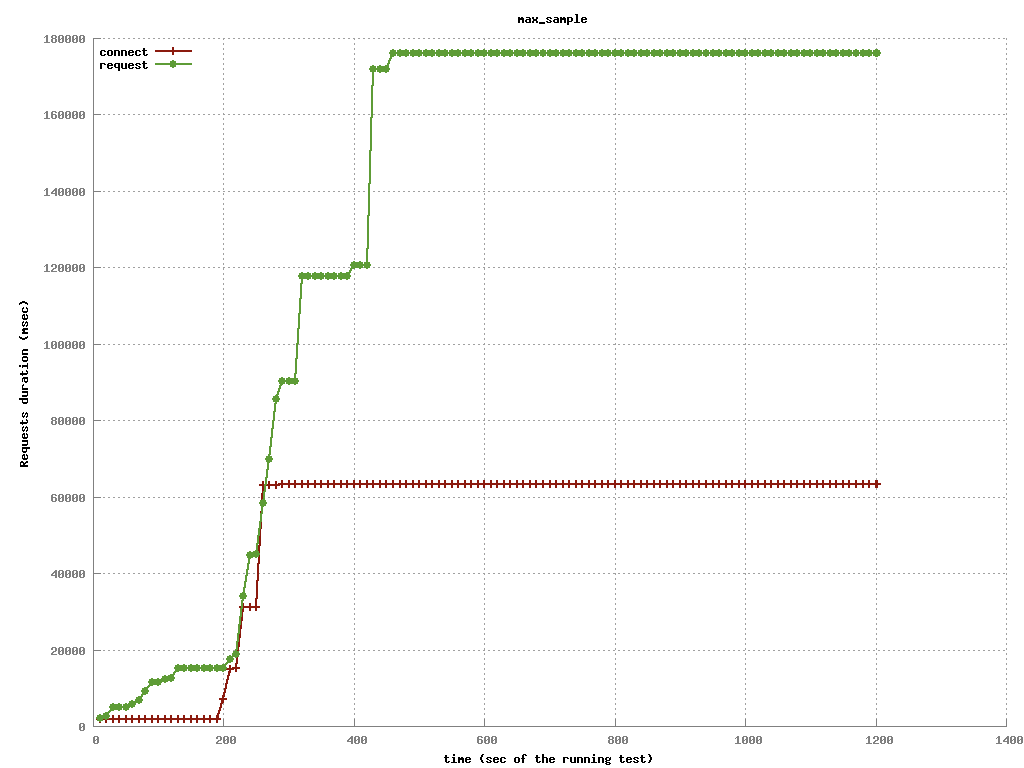 max_sample
connect
request
180000
160000
140000
120000
100000
80000
60000
40000
20000
0
Requests duration (msec)
0 200 400 600 800 1000 1200 1400
time (sec of the running test)